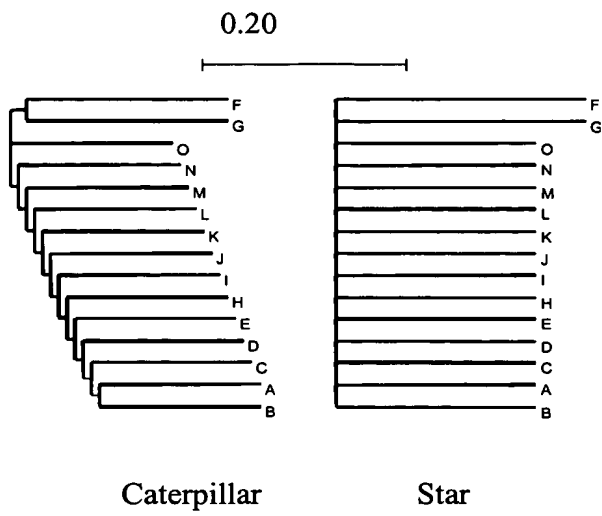 0.20
F F
G G
O O
N N
M M
L L
K K
J J
I I
H H
E E
D D
C C
A A
B B
Caterpillar Star